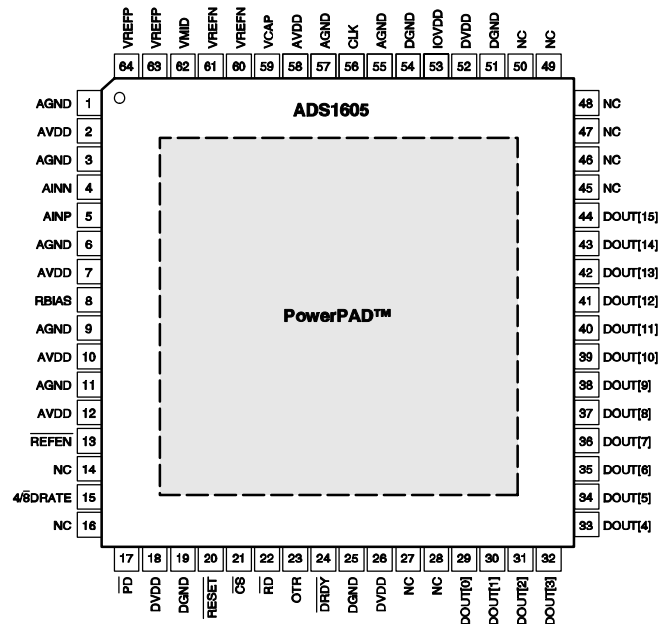 VREFP VREFP VMID VREFN VREFN VCAP AVDD AGND CLK AGND DGND IOVDD DVDD DGND NC NC
64 63 62 61 60 59 58 57 56 55 54 53 52 51 50 49
ADS1605
AGND 1
AVDD 2
AGND 3
AINN 4
AINP 5
AGND 6
AVDD 7
RBIAS 8
AGND 9
AVDD 10
AGND 11
AVDD 12
R̅E̅F̅E̅N̅ 13
NC 14
4/8̅DRATE 15
NC 16
PowerPAD™
48 NC
47 NC
46 NC
45 NC
44 DOUT[15]
43 DOUT[14]
42 DOUT[13]
41 DOUT[12]
40 DOUT[11]
39 DOUT[10]
38 DOUT[9]
37 DOUT[8]
36 DOUT[7]
35 DOUT[6]
34 DOUT[5]
33 DOUT[4]
17 18 19 20 21 22 23 24 25 26 27 28 29 30 31 32
P̅D̅ DVDD DGND R̅E̅S̅E̅T̅ C̅S̅ R̅D̅ OTR D̅R̅D̅Y̅ DGND DVDD NC NC DOUT[0] DOUT[1] DOUT[2] DOUT[3]